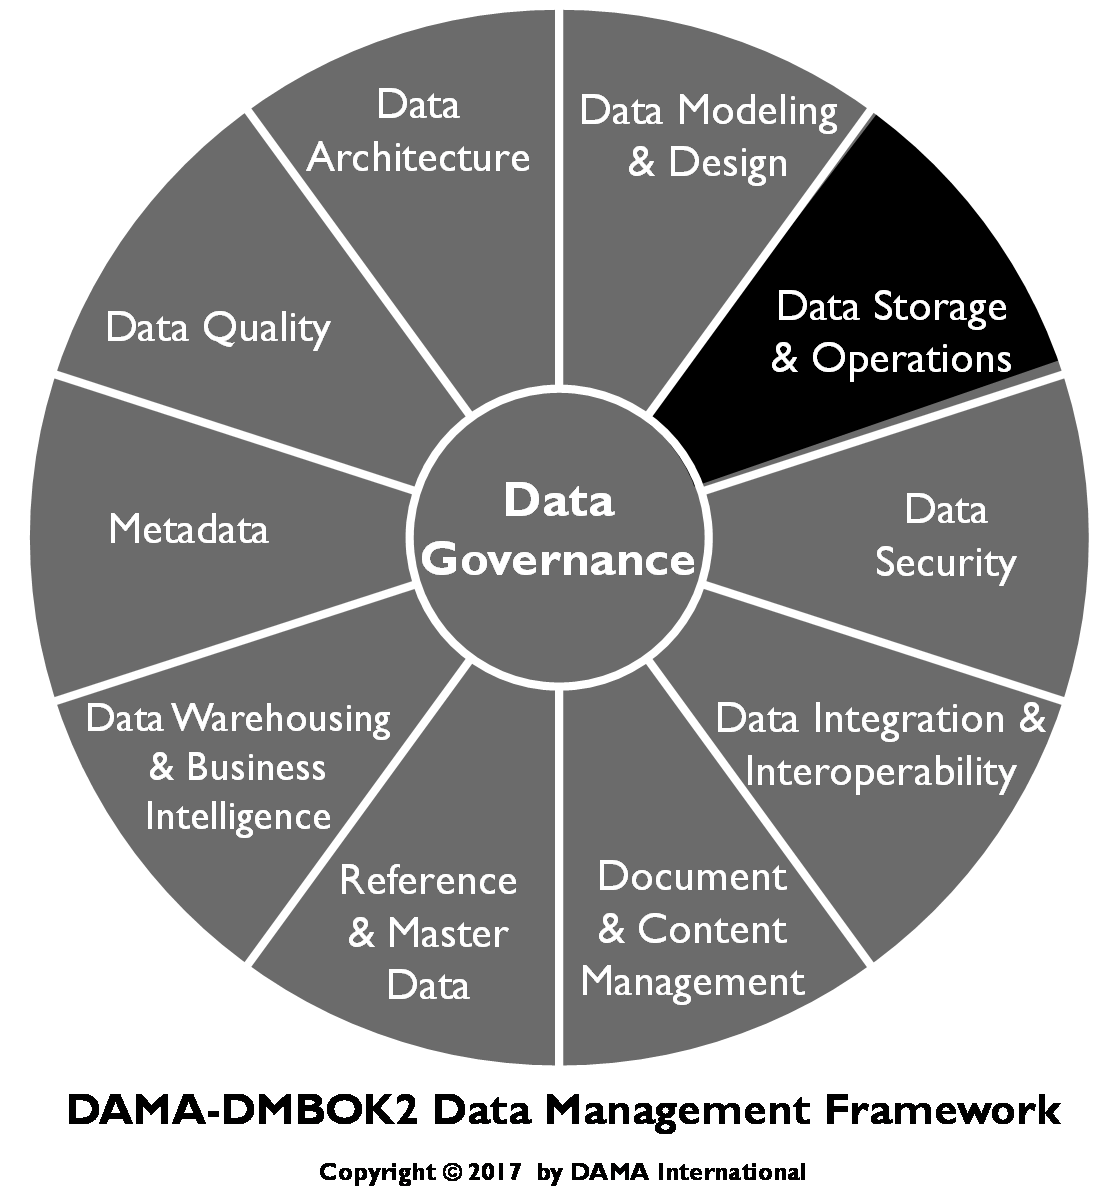 Data
Architecture
Data Modeling
& Design
Data Storage
& Operations
Data
Security
Data Integration &
Interoperability
Document
& Content
Management
Reference
& Master
Data
Data Warehousing
& Business
Intelligence
Metadata
Data Quality
Data
Governance
DAMA-DMBOK2 Data Management Framework
Copyright © 2017 by DAMA International